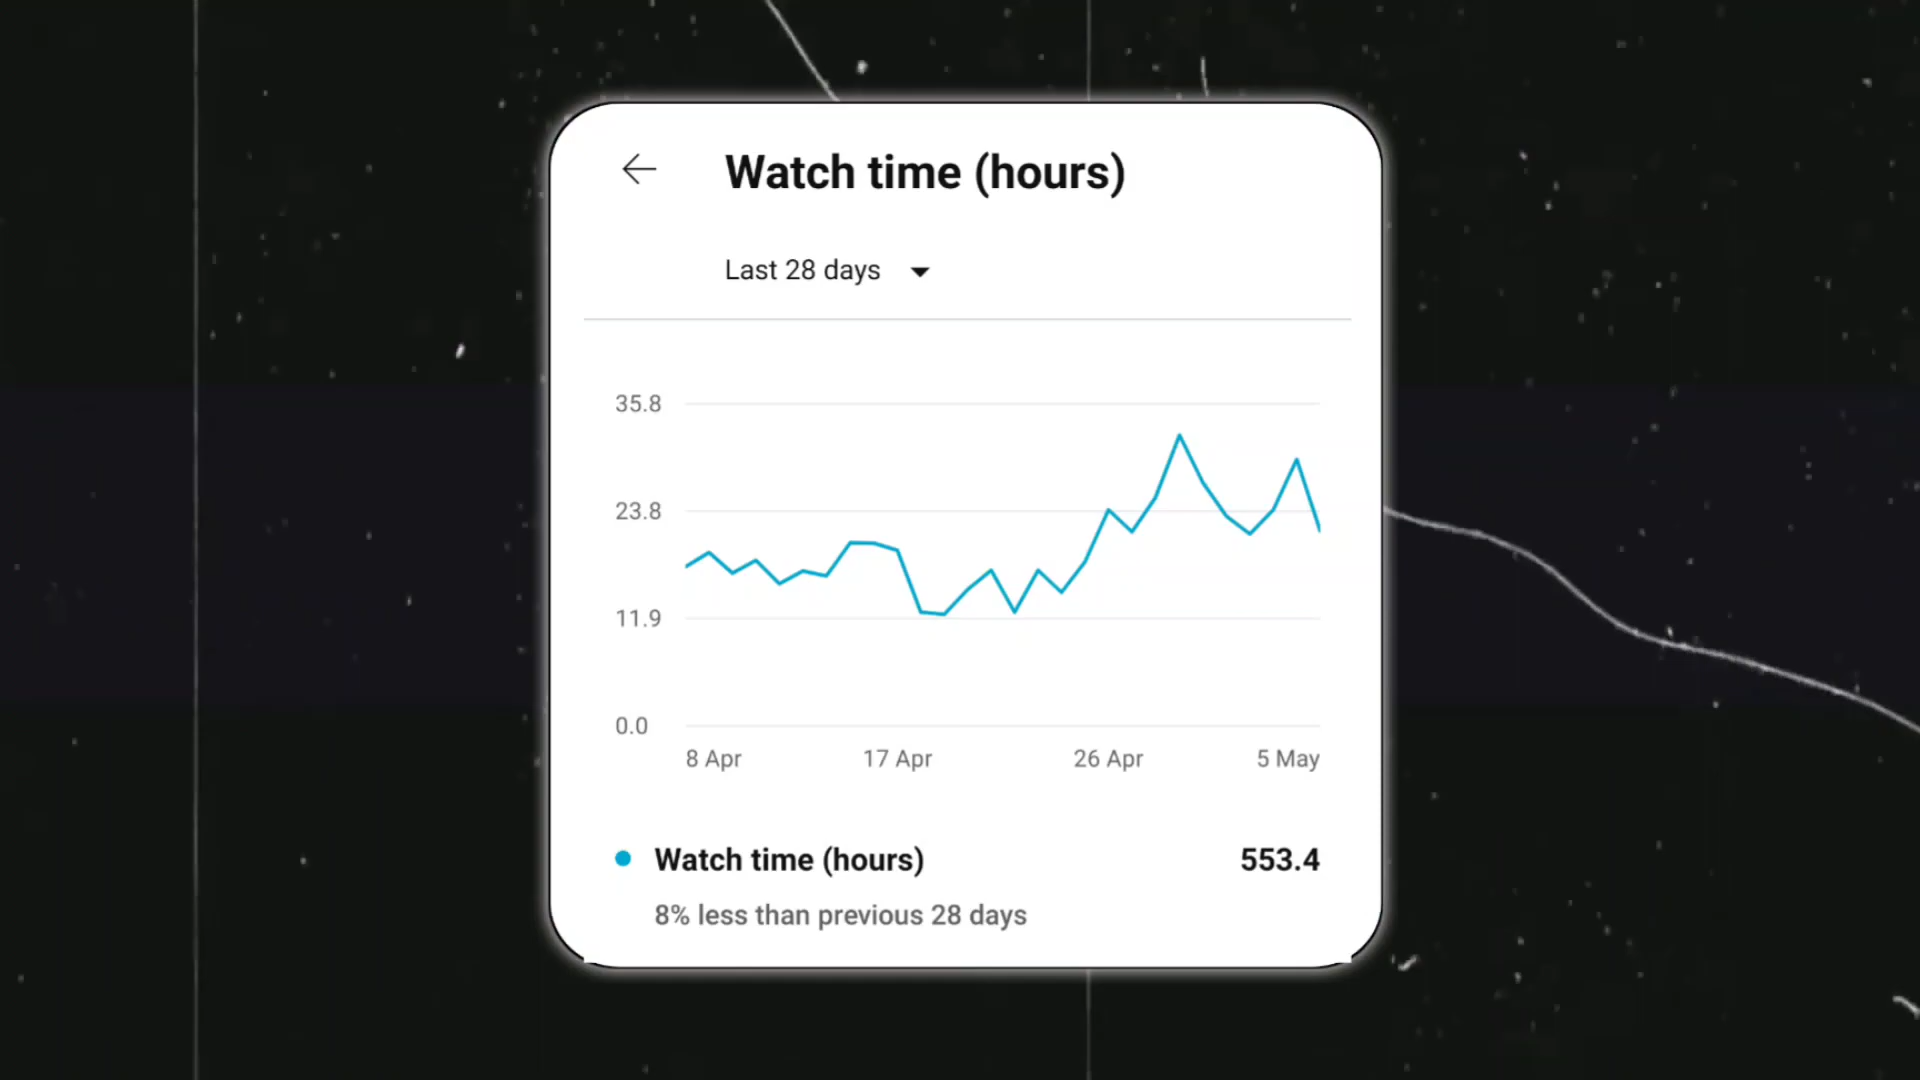 Watch time (hours)
Last 28 days
35.8
23.8
11.9
0.0
8 Apr 17 Apr 26 Apr 5 May
Watch time (hours) 553.4
8% less than previous 28 days